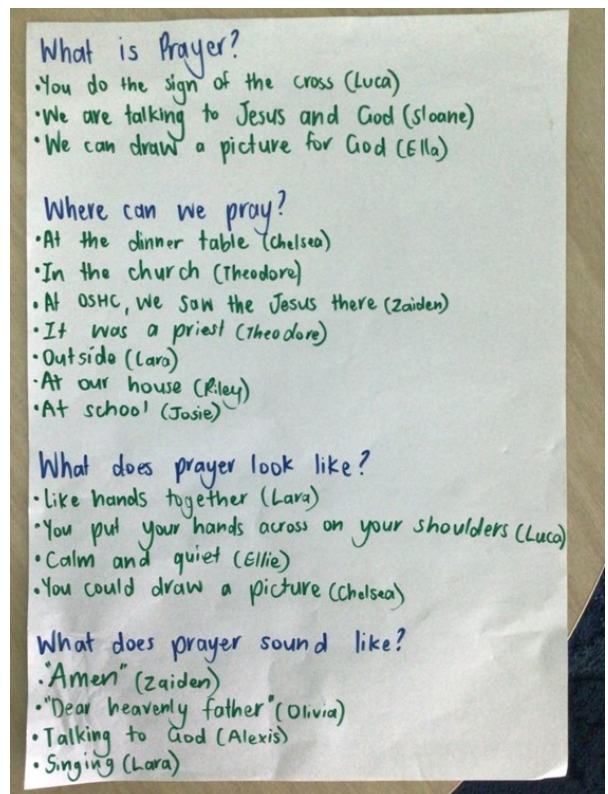 What is Prayer?
•You do the sign of the cross (Luca)
•We are talking to Jesus and God (Sloane)
•We can draw a picture for God (Ella)
Where can we pray?
•At the dinner table (Chelsea)
•In the church (Theodore)
•At OSHC, we saw the Jesus there (Zaiden)
•It was a priest (Theodore)
•Outside (Lara)
•At our house (Riley)
•At school (Josie)
What does prayer look like?
•Like hands together (Lara)
•You put your hands across on your shoulders (Luca)
•Calm and quiet (Ellie)
•You could draw a picture (Chelsea)
What does prayer sound like?
•"Amen" (Zaiden)
•"Dear heavenly father" (Olivia)
•Talking to God (Alexis)
•Singing (Lara)